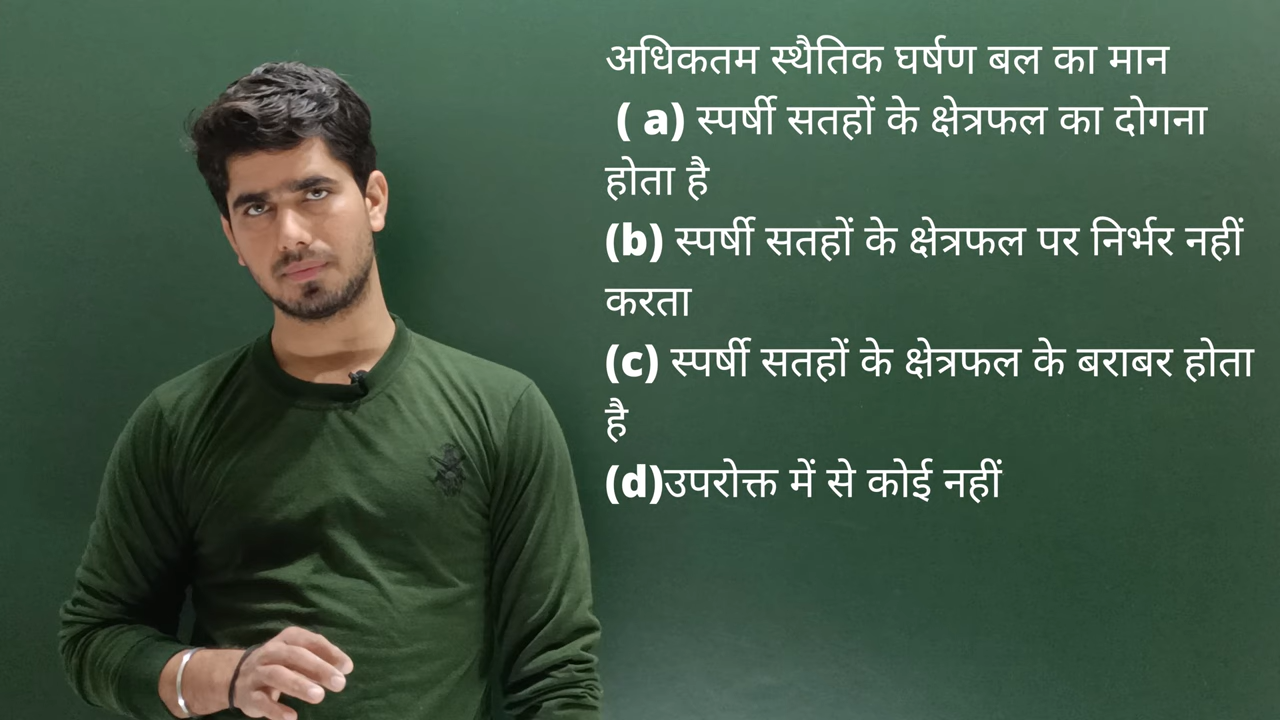 अधिकतम स्थैतिक घर्षण बल का मान
( a) स्पर्षी सतहों के क्षेत्रफल का दोगना
होता है
(b) स्पर्षी सतहों के क्षेत्रफल पर निर्भर नहीं
करता
(c) स्पर्षी सतहों के क्षेत्रफल के बराबर होता
है
(d)उपरोक्त में से कोई नहीं